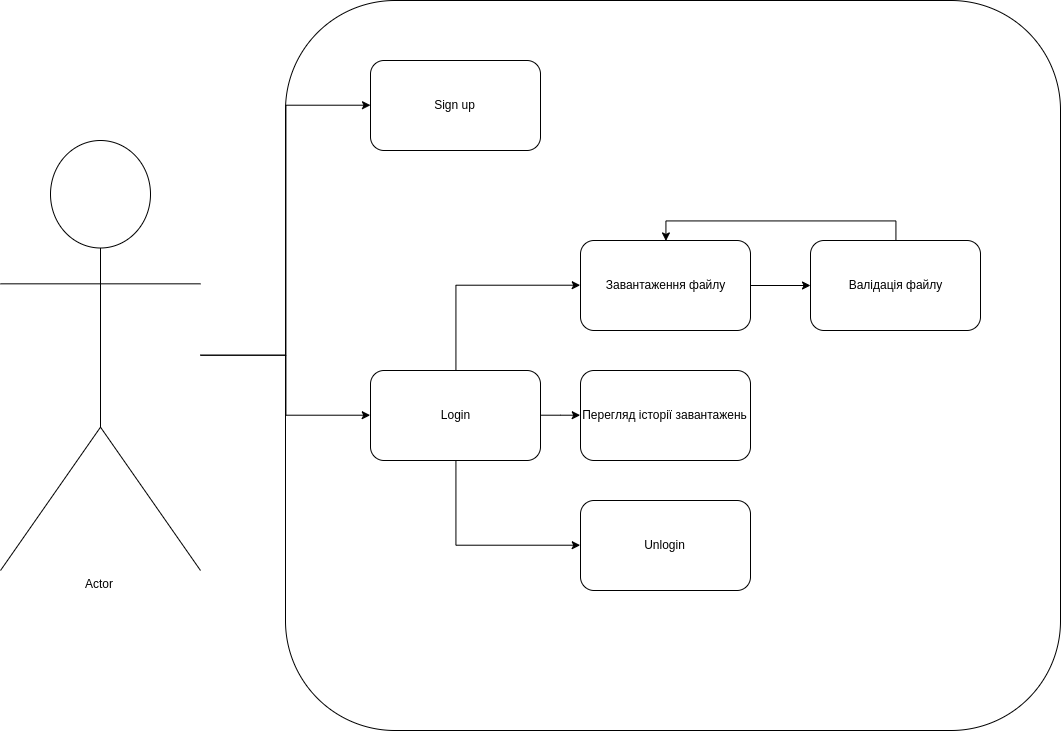 Sign up
Завантаження файлу
Валідація файлу
Login
Перегляд історії завантажень
Unlogin
Actor